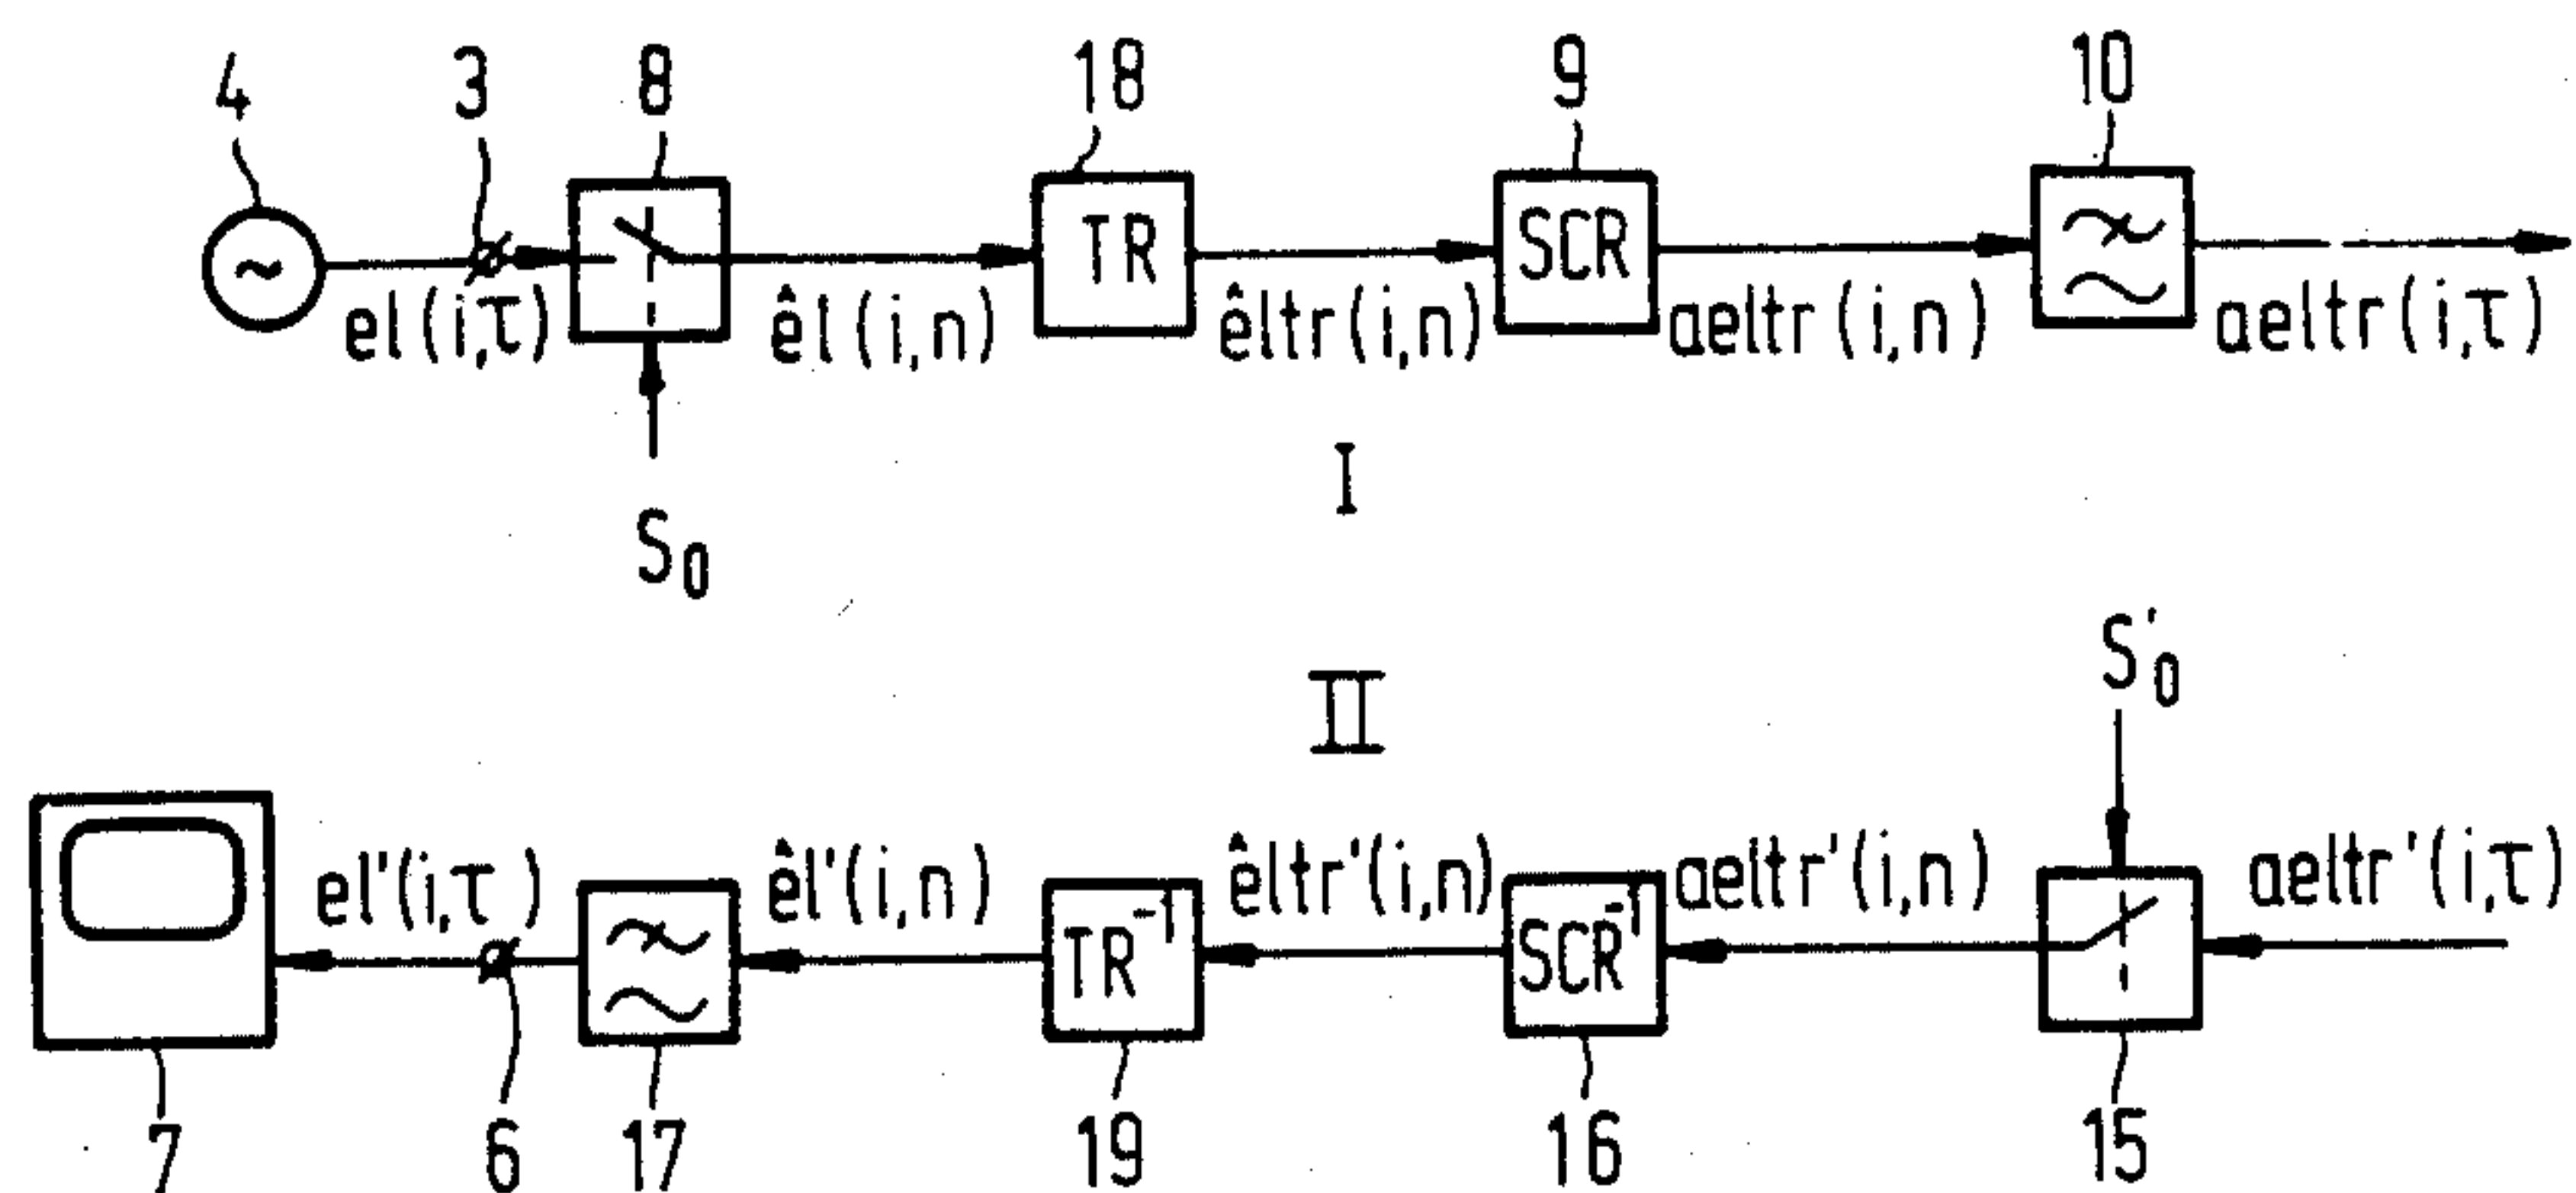 4 3 8 18 9 10
TR SCR
el(i,τ) êl(i,n) êltr(i,n) aeltr(i,n) aeltr(i,τ)
S₀
I
II
S'₀
el'(i,τ) êl'(i,n) êltr'(i,n) aeltr'(i,n) aeltr'(i,τ)
TR⁻¹ SCR⁻¹
7 6 17 19 16 15